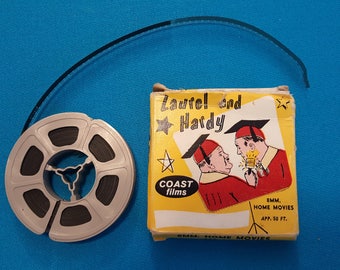 Laurel and
Hardy
COAST
films
8MM.
HOME MOVIES
APP. 50 FT.
8MM. HOME MOVIES